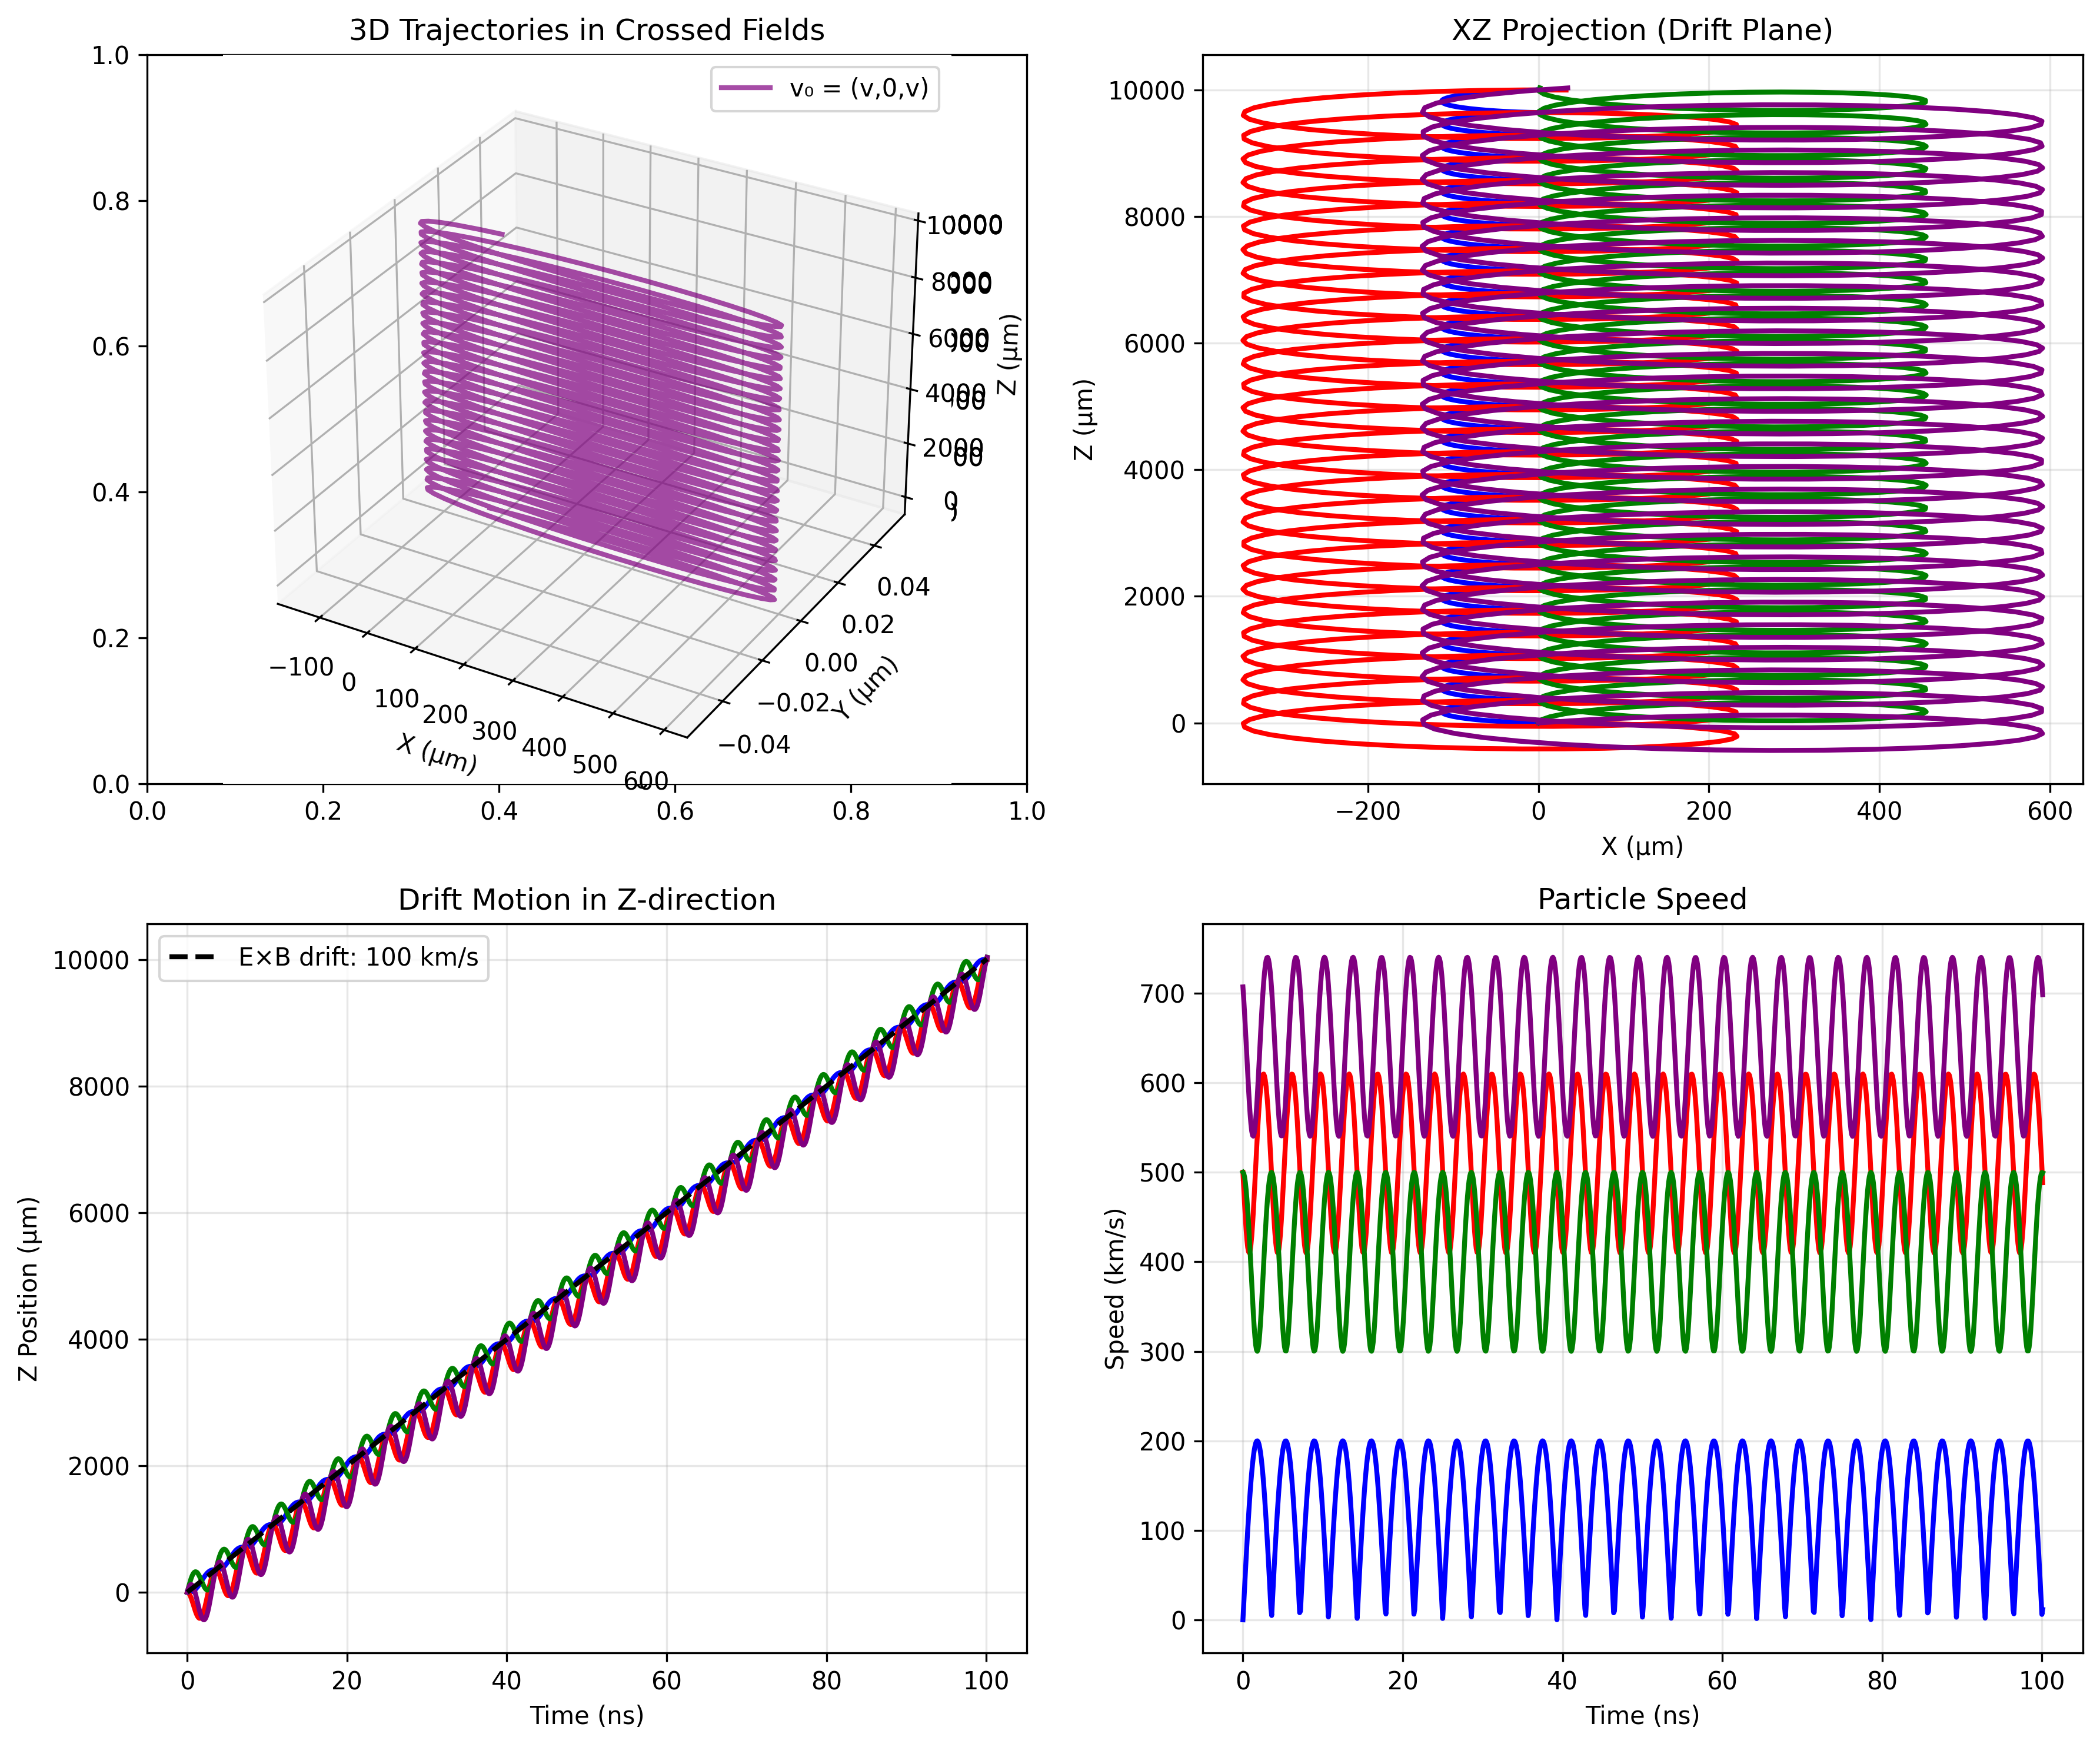 3D Trajectories in Crossed Fields
v₀ = (v,0,v)
1.0
0.8
0.6
0.4
0.2
0.0
0.0 0.2 0.4 0.6 0.8 1.0
−100 0 100 200 300 400 500 600
X (μm)
−0.04 −0.02 0.00 0.02 0.04
Y (μm)
0
2000
4000
6000
8000
10000
Z (μm)
XZ Projection (Drift Plane)
10000
8000
6000
4000
2000
0
Z (μm)
−200 0 200 400 600
X (μm)
Drift Motion in Z-direction
E×B drift: 100 km/s
10000
8000
6000
4000
2000
0
Z Position (μm)
0 20 40 60 80 100
Time (ns)
Particle Speed
700
600
500
400
300
200
100
0
Speed (km/s)
0 20 40 60 80 100
Time (ns)